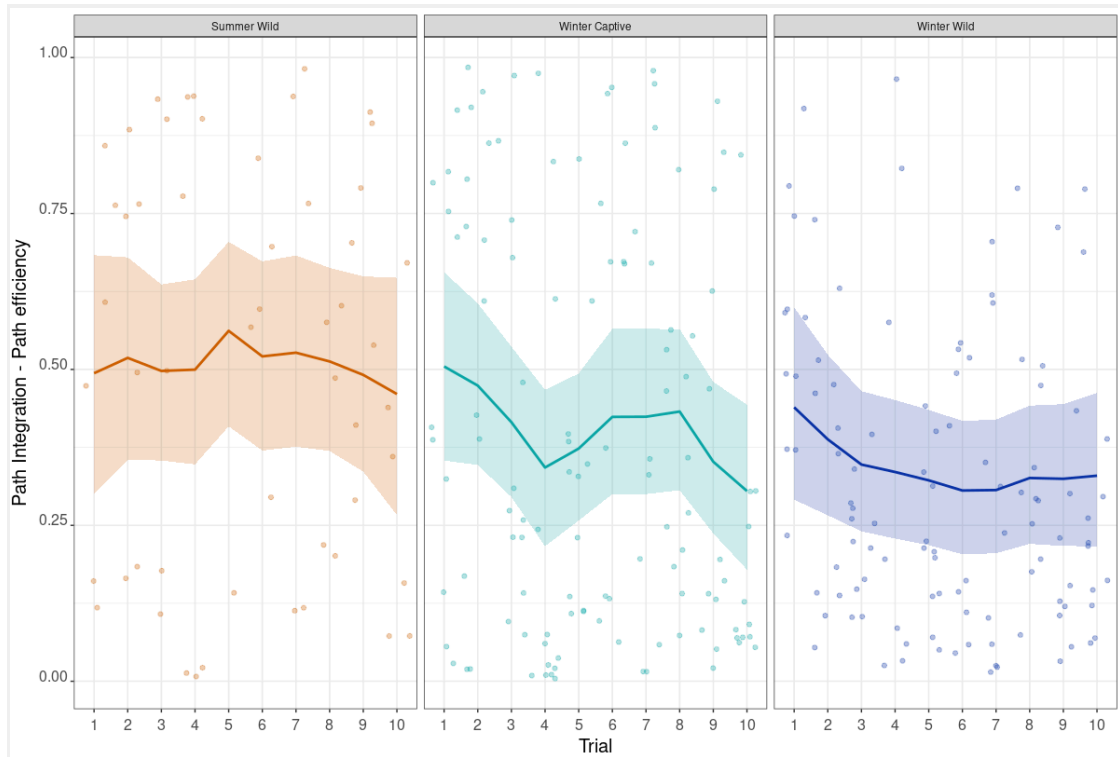 Summer Wild
Winter Captive
Winter Wild
Path Integration - Path efficiency
1.00
0.75
0.50
0.25
0.00
1 2 3 4 5 6 7 8 9 10
1 2 3 4 5 6 7 8 9 10
1 2 3 4 5 6 7 8 9 10
Trial